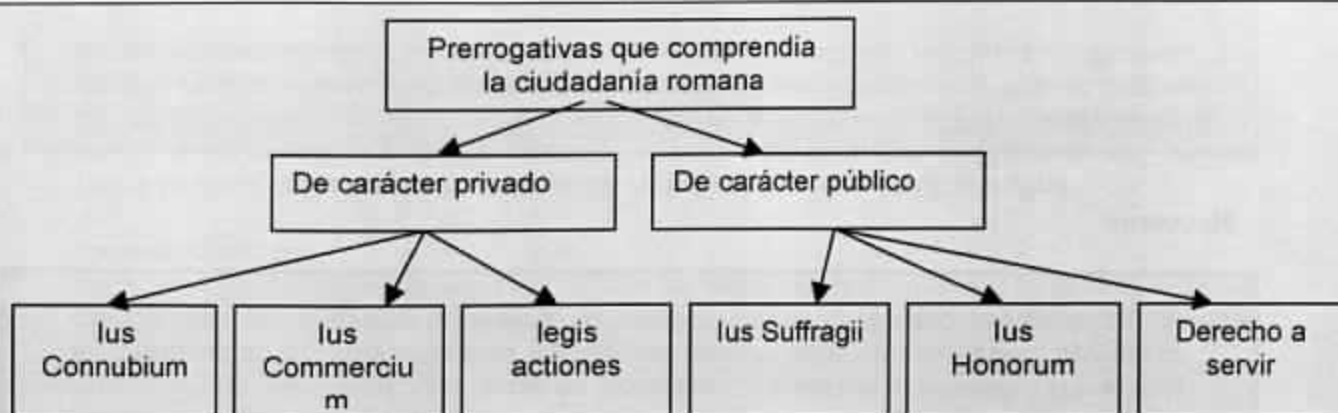 Prerrogativas que comprendía
la ciudadanía romana
De carácter privado
De carácter público
Ius
Connubium
Ius
Commerciu
m
legis
actiones
Ius Suffragii
Ius
Honorum
Derecho a
servir